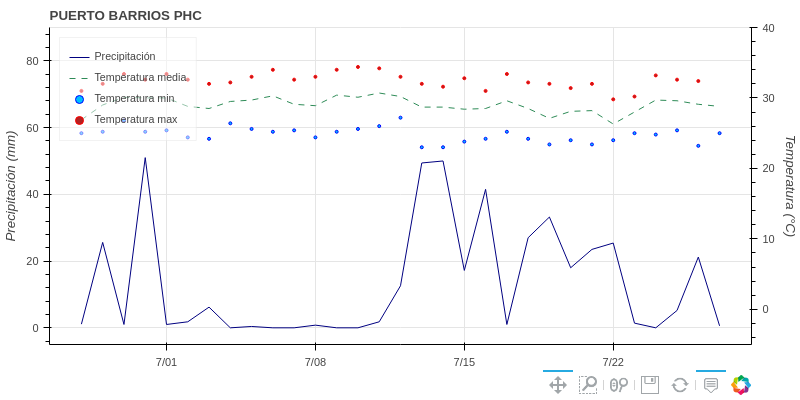 PUERTO BARRIOS PHC
Precipitación
Temperatura media
Temperatura min
Temperatura max
Precipitación (mm)
80
60
40
20
0
40
30
20
10
0
Temperatura (°C)
7/01
7/08
7/15
7/22